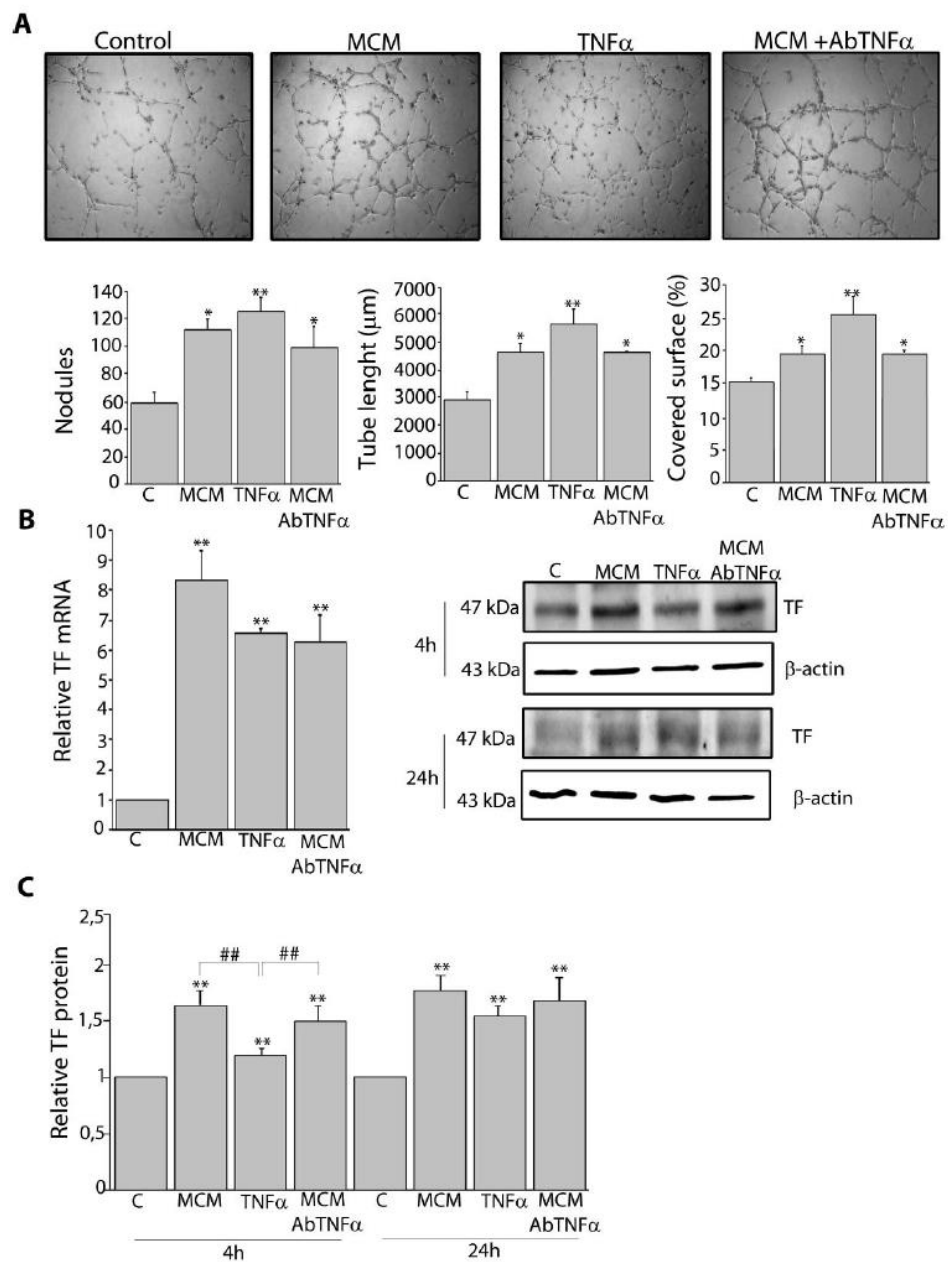 A
Control MCM TNFα MCM +AbTNFα
Nodules
140
120
100
80
60
40
20
0
** 
* *
C MCM TNFα MCM
AbTNFα
Tube lenght (μm)
7000
6000
5000
4000
3000
2000
1000
0
**
* *
C MCM TNFα MCM
AbTNFα
Covered surface (%)
30
25
20
15
15
5
0
**
* *
C MCM TNFα MCM
AbTNFα
B
Relative TF mRNA
10
9
8
7
6
5
4
3
2
1
0
** ** **
C MCM TNFα MCM
AbTNFα
MCM
C MCM TNFα AbTNFα
47 kDa TF
4h
43 kDa β-actin
47 kDa TF
24h
43 kDa β-actin
C
Relative TF protein
2,5
2
1,5
1
0,5
0
## ##
** ** ** ** ** **
C MCM TNFα MCM C MCM TNFα MCM
AbTNFα AbTNFα
4h 24h